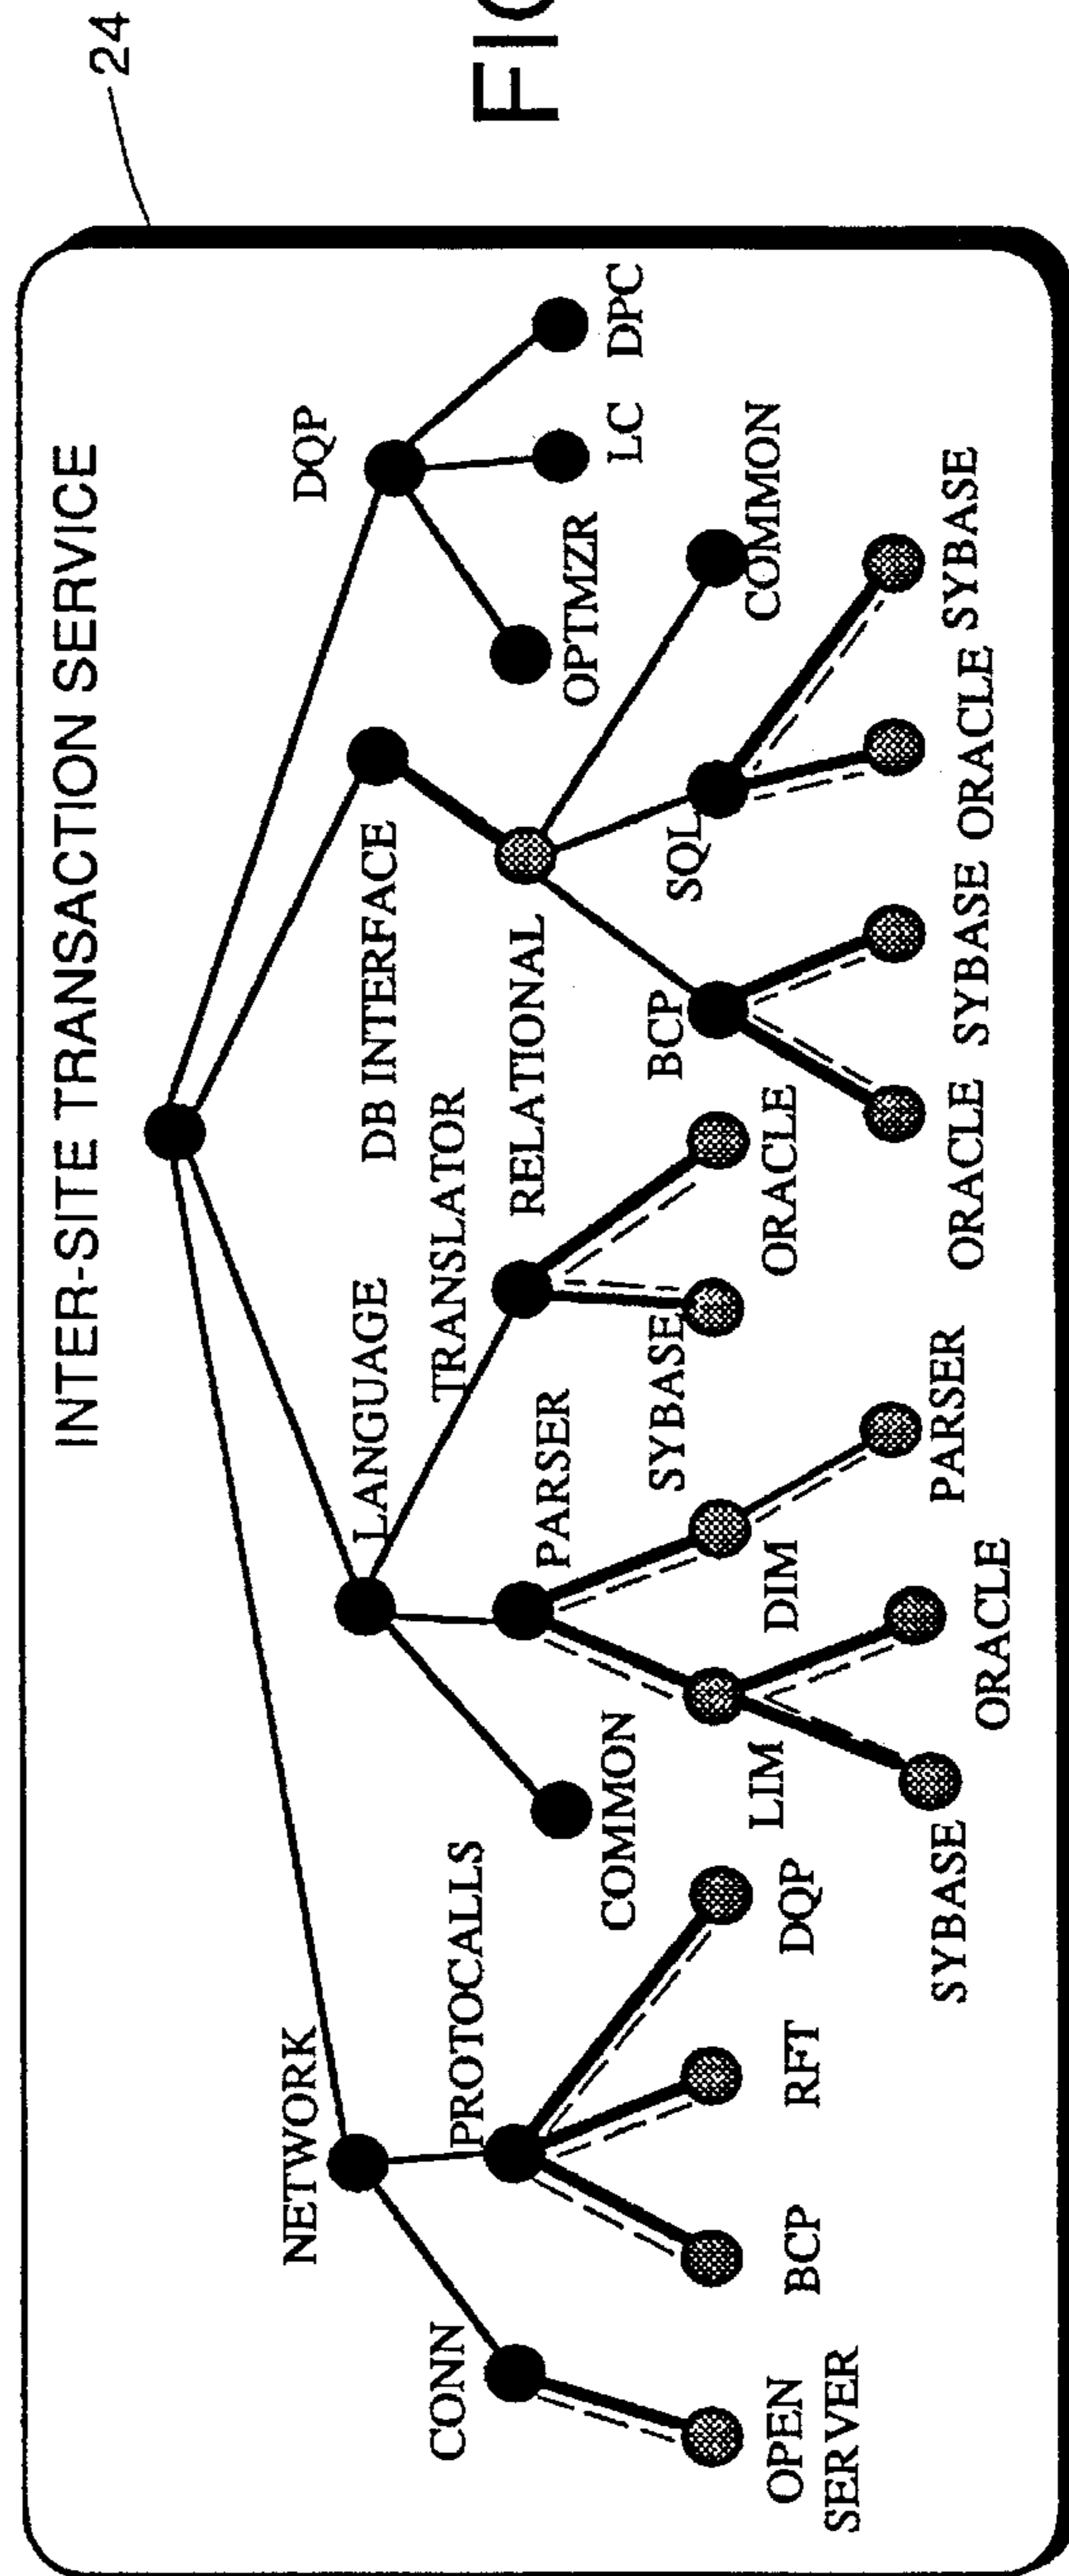 24
INTER-SITE TRANSACTION SERVICE
NETWORK
LANGUAGE
DB INTERFACE
DQP
CONN
PROTOCALLS
COMMON
PARSER
TRANSLATOR
RELATIONAL
OPTMZR
LC
DPC
OPEN
SERVER
BCP
RFT
DQP
LIM
DIM
SYBASE
ORACLE
BCP
SQL
COMMON
SYBASE
ORACLE
PARSER
ORACLE
SYBASE
ORACLE
SYBASE